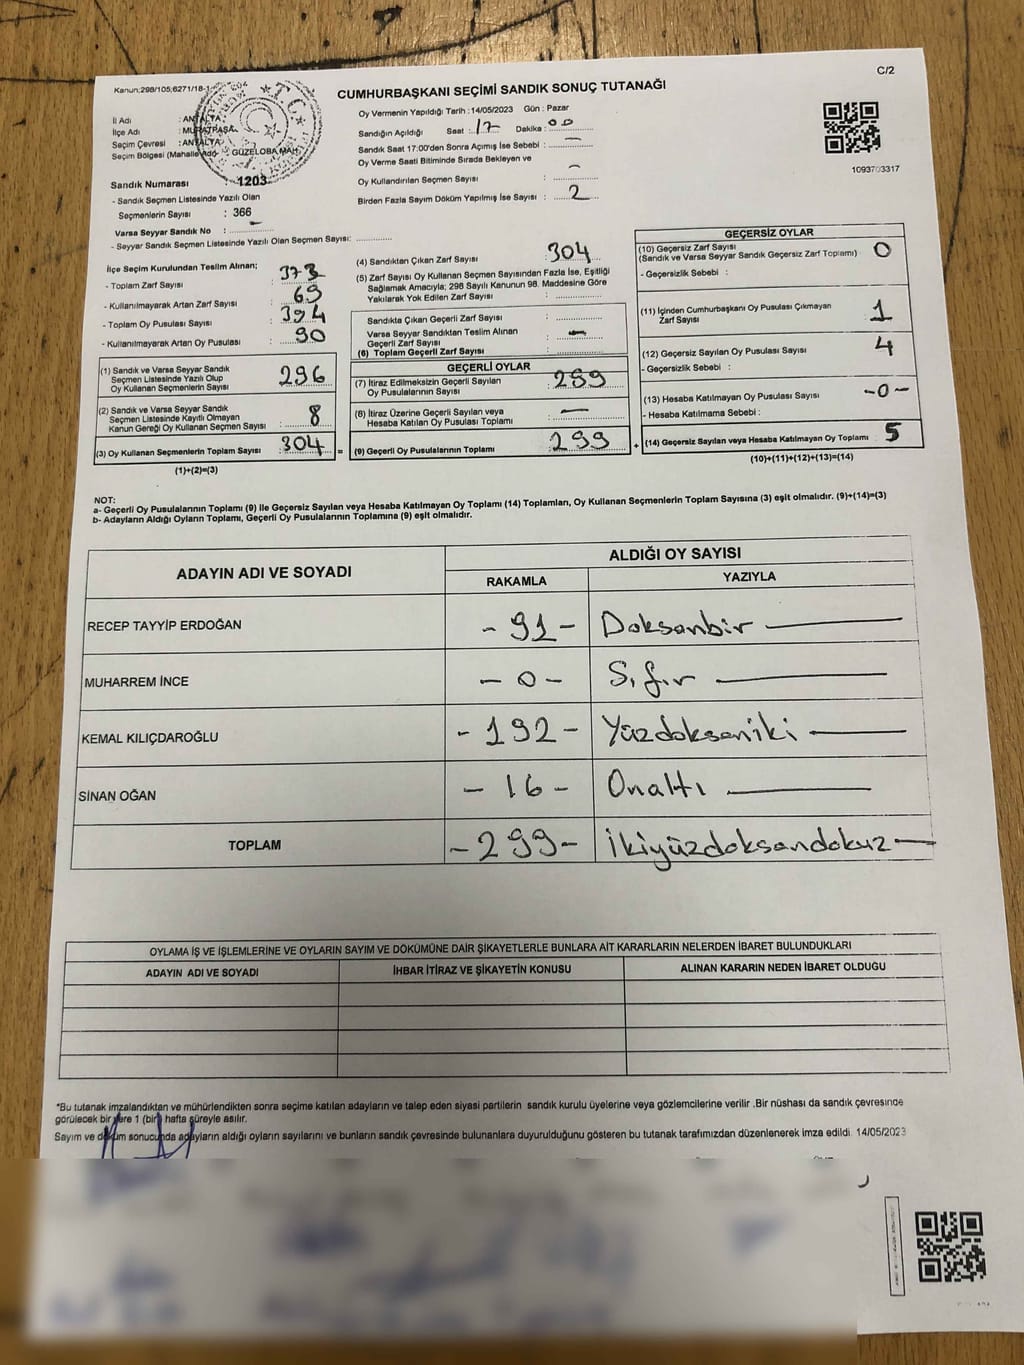 Kanun:298/105,6271/18-1
C/2
CUMHURBAŞKANI SEÇİMİ SANDIK SONUÇ TUTANAĞI
İl Adı : ANTALYA
İlçe Adı : MURATPAŞA
Seçim Çevresi : ANTALYA
Seçim Bölgesi (Mahalle Adı) GÜZELOBA MAH.
T.C.
Sandık Numarası : 1203
- Sandık Seçmen Listesinde Yazılı Olan
Seçmenlerin Sayısı : 366
Varsa Seyyar Sandık No : -
- Seyyar Sandık Seçmen Listesinde Yazılı Olan Seçmen Sayısı:
Oy Vermenin Yapıldığı Tarih :14/05/2023 Gün : Pazar
Sandığın Açıldığı Saat : 17 Dakika : 00
Sandık Saat 17:00'den Sonra Açımış İse Sebebi : -
Oy Verme Saati Bitiminde Sırada Bekleyen ve
Oy Kullandırılan Seçmen Sayısı : -
Birden Fazla Sayım Döküm Yapılmış İse Sayısı : 2
1093703317
İlçe Seçim Kurulundan Teslim Alınan;
- Toplam Zarf Sayısı : 373
- Kullanılmayarak Artan Zarf Sayısı : 69
- Toplam Oy Pusulası Sayısı : 394
- Kullanılmayarak Artan Oy Pusulası : 90
(1) Sandık ve Varsa Seyyar Sandık
Seçmen Listesinde Yazılı Olup
Oy Kullanan Seçmenlerin Sayısı : 296
(2) Sandık ve Varsa Seyyar Sandık
Seçmen Listesinde Kayıtlı Olmayan
Kanun Gereği Oy Kullanan Seçmen Sayısı : 8
(3) Oy Kullanan Seçmenlerin Toplam Sayısı : 304 =
(1)+(2)=(3)
(4) Sandıktan Çıkan Zarf Sayısı : 304
(5) Zarf Sayısı Oy Kullanan Seçmen Sayısından Fazla İse, Eşitliği
Sağlamak Amacıyla; 298 Sayılı Kanunun 98. Maddesine Göre
Yakılarak Yok Edilen Zarf Sayısı :
Sandıkta Çıkan Geçerli Zarf Sayısı :
Varsa Seyyar Sandıktan Teslim Alınan
Geçerli Zarf Sayısı : -
(6) Toplam Geçerli Zarf Sayısı :
GEÇERLİ OYLAR
(7) İtiraz Edilmeksizin Geçerli Sayılan
Oy Pusulalarının Sayısı : 299
(8) İtiraz Üzerine Geçerli Sayılan veya
Hesaba Katılan Oy Pusulası Toplamı : -
(9) Geçerli Oy Pusulalarının Toplamı : 299 +
GEÇERSİZ OYLAR
(10) Geçersiz Zarf Sayısı
(Sandık ve Varsa Seyyar Sandık Geçersiz Zarf Toplamı) : 0
- Geçersizlik Sebebi :
(11) İçinden Cumhurbaşkanı Oy Pusulası Çıkmayan
Zarf Sayısı : 1
(12) Geçersiz Sayılan Oy Pusulası Sayısı : 4
- Geçersizlik Sebebi :
(13) Hesaba Katılmayan Oy Pusulası Sayısı : -0-
- Hesaba Katılmama Sebebi :
(14) Geçersiz Sayılan veya Hesaba Katılmayan Oy Toplamı : 5
(10)+(11)+(12)+(13)=(14)
NOT:
a- Geçerli Oy Pusulalarının Toplamı (9) ile Geçersiz Sayılan veya Hesaba Katılmayan Oy Toplamı (14) Toplamları, Oy Kullanan Seçmenlerin Toplam Sayısına (3) eşit olmalıdır. (9)+(14)=(3)
b- Adayların Aldığı Oyların Toplamı, Geçerli Oy Pusulalarının Toplamına (9) eşit olmalıdır.
ADAYIN ADI VE SOYADI
ALDIĞI OY SAYISI
RAKAMLA YAZIYLA
RECEP TAYYİP ERDOĞAN - 91 - Doksanbir
MUHARREM İNCE - 0 - Sıfır
KEMAL KILIÇDAROĞLU - 192 - Yüzdoksaniki
SİNAN OĞAN - 16 - Onaltı
TOPLAM - 299 - İkiyüzdoksandokuz
OYLAMA İŞ VE İŞLEMLERİNE VE OYLARIN SAYIM VE DÖKÜMÜNE DAİR ŞİKAYETLERLE BUNLARA AİT KARARLARIN NELERDEN İBARET BULUNDUKLARI
ADAYIN ADI VE SOYADI İHBAR İTİRAZ VE ŞİKAYETİN KONUSU ALINAN KARARIN NEDEN İBARET OLDUĞU
*Bu tutanak imzalandıktan ve mühürlendikten sonra seçime katılan adayların ve talep eden siyasi partilerin sandık kurulu üyelerine veya gözlemcilerine verilir .Bir nüshası da sandık çevresinde
görülecek bir yere 1 (bir) hafta süreyle asılır.
Sayım ve döküm sonucunda adayların aldığı oyların sayılarını ve bunların sandık çevresinde bulunanlara duyurulduğunu gösteren bu tutanak tarafımızdan düzenlenerek imza edildi. 14/05/2023